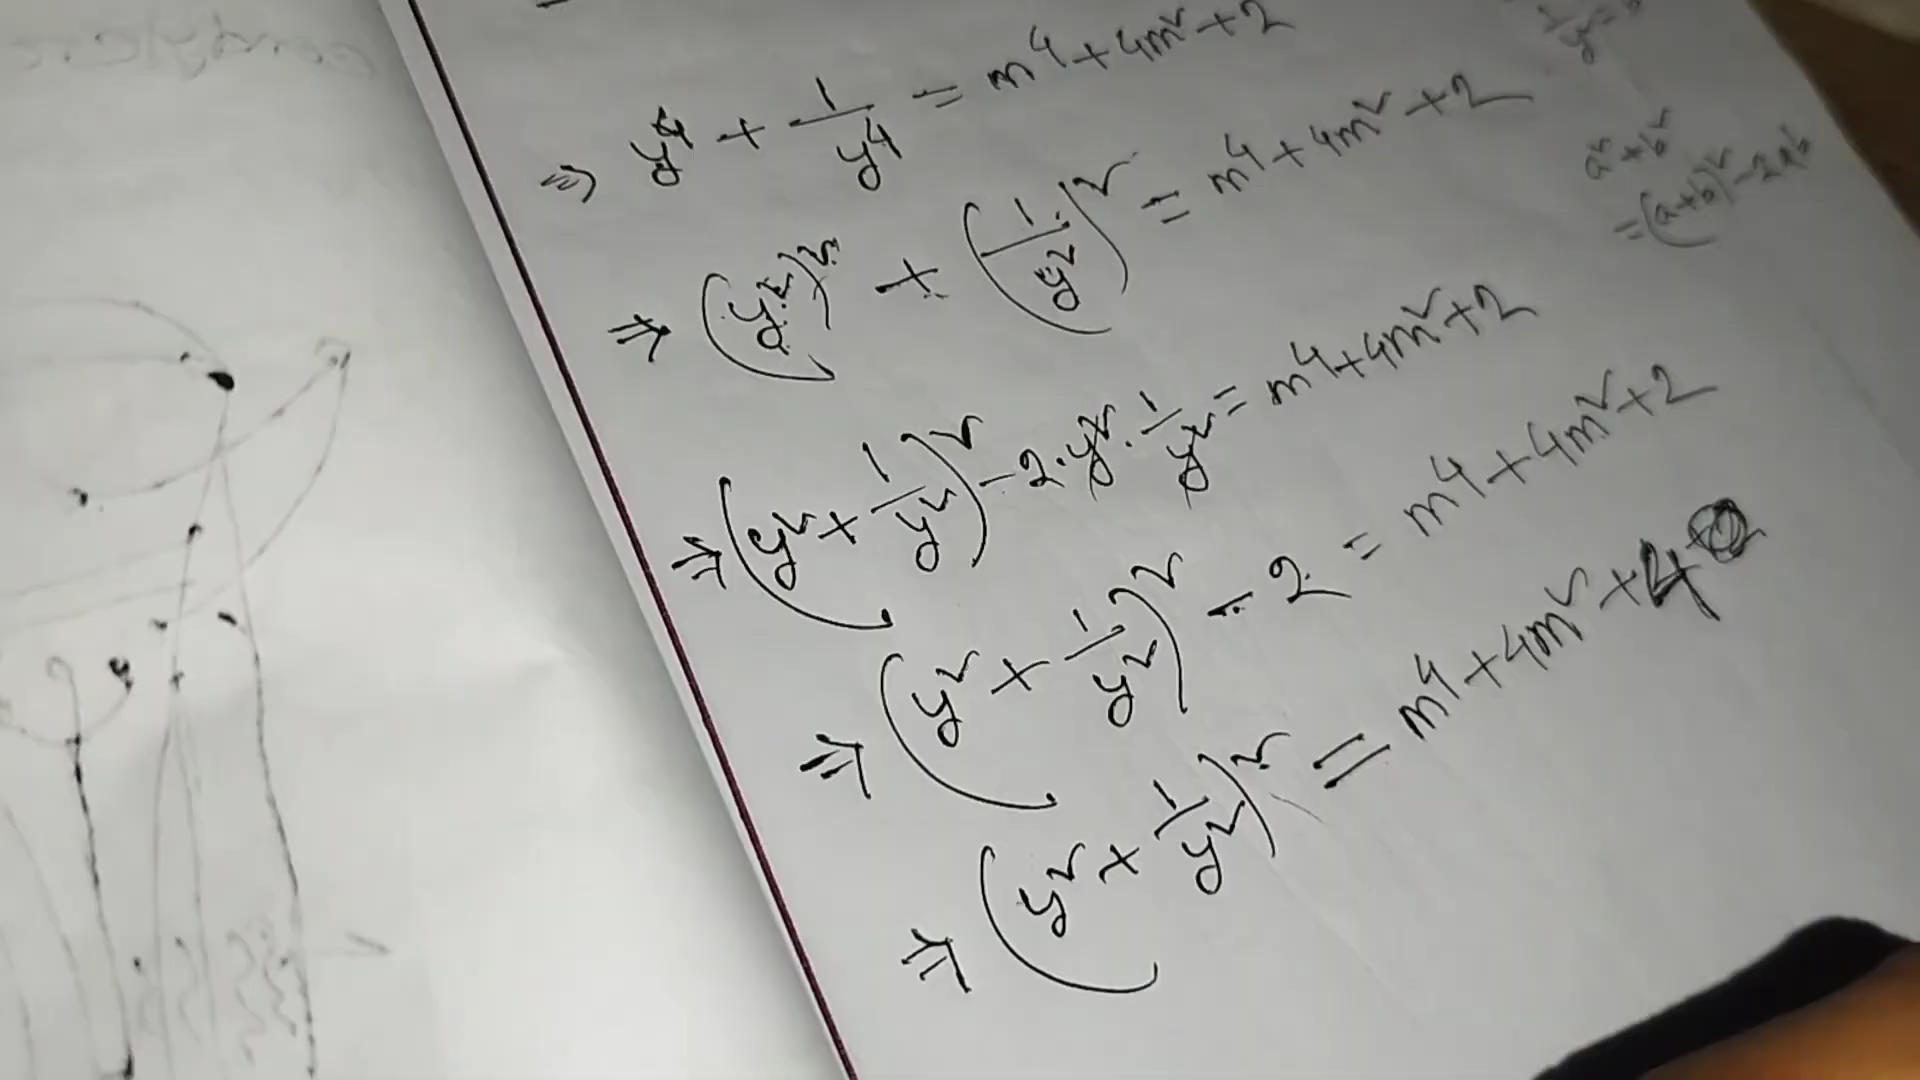 ⇒ y⁴ + 1/y⁴ = m⁴ + 4m² + 2
⇒ (y²)² + (1/y²)² = m⁴ + 4m² + 2
⇒ (y² + 1/y²)² - 2·y²·1/y² = m⁴ + 4m² + 2
⇒ (y² + 1/y²)² - 2 = m⁴ + 4m² + 2
⇒ (y² + 1/y²)² = m⁴ + 4m² + 4
a² + b²
= (a+b)² - 2ab